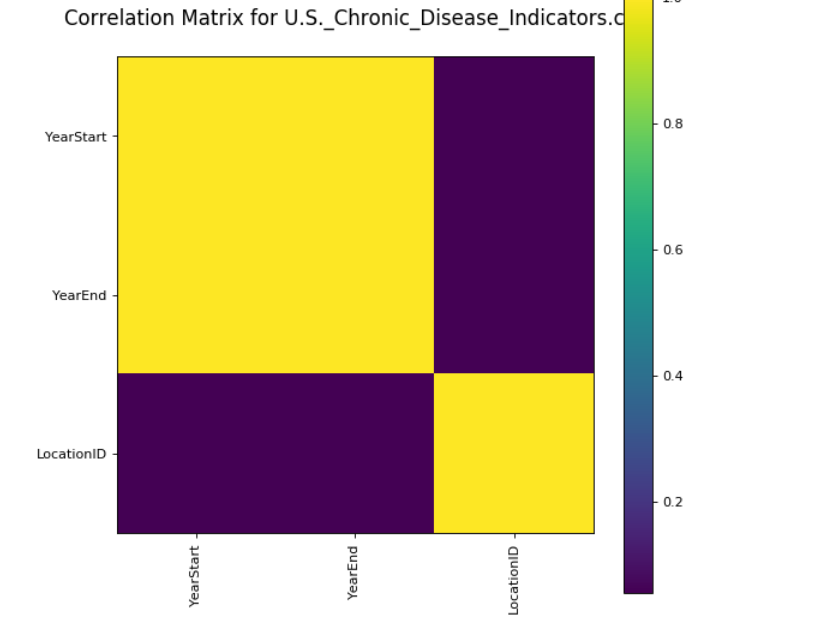 Correlation Matrix for U.S._Chronic_Disease_Indicators.c
YearStart
YearEnd
LocationID
YearStart
YearEnd
LocationID
0.8
0.6
0.4
0.2